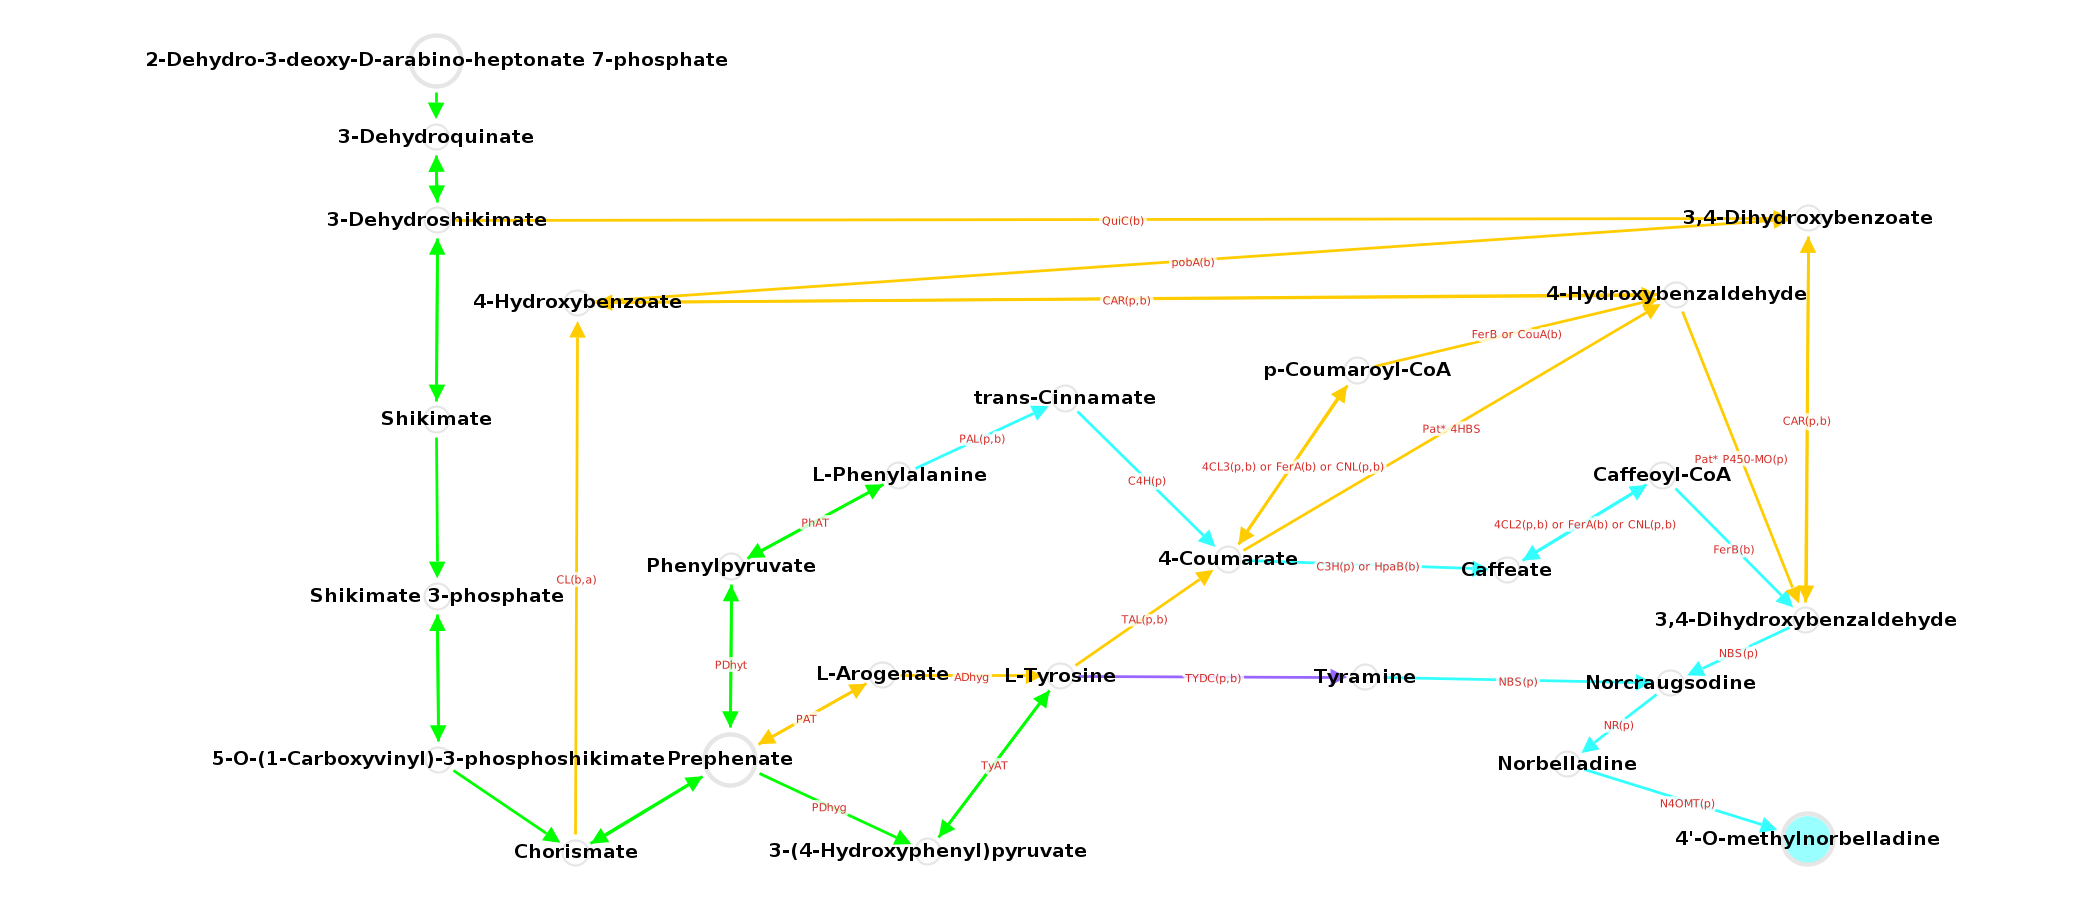 2-Dehydro-3-deoxy-D-arabino-heptonate 7-phosphate
3-Dehydroquinate
3-Dehydroshikimate
QuiC(b)
3,4-Dihydroxybenzoate
pobA(b)
4-Hydroxybenzoate
CAR(p,b)
4-Hydroxybenzaldehyde
FerB or CouA(b)
p-Coumaroyl-CoA
trans-Cinnamate
Shikimate
CAR(p,b)
Pat* 4HBS
PAL(p,b)
Pat* P450-MO(p)
4CL3(p,b) or FerA(b) or CNL(p,b)
L-Phenylalanine
C4H(p)
Caffeoyl-CoA
PhAT
4CL2(p,b) or FerA(b) or CNL(p,b)
FerB(b)
4-Coumarate
Phenylpyruvate
C3H(p) or HpaB(b)
Caffeate
CL(b,a)
Shikimate 3-phosphate
TAL(p,b)
3,4-Dihydroxybenzaldehyde
NBS(p)
PDhyt
L-Arogenate
ADhyg
L-Tyrosine
TYDC(p,b)
Tyramine
NBS(p)
Norcraugsodine
PAT
NR(p)
5-O-(1-Carboxyvinyl)-3-phosphoshikimate
Prephenate
TyAT
Norbelladine
PDhyg
N4OMT(p)
4'-O-methylnorbelladine
Chorismate
3-(4-Hydroxyphenyl)pyruvate